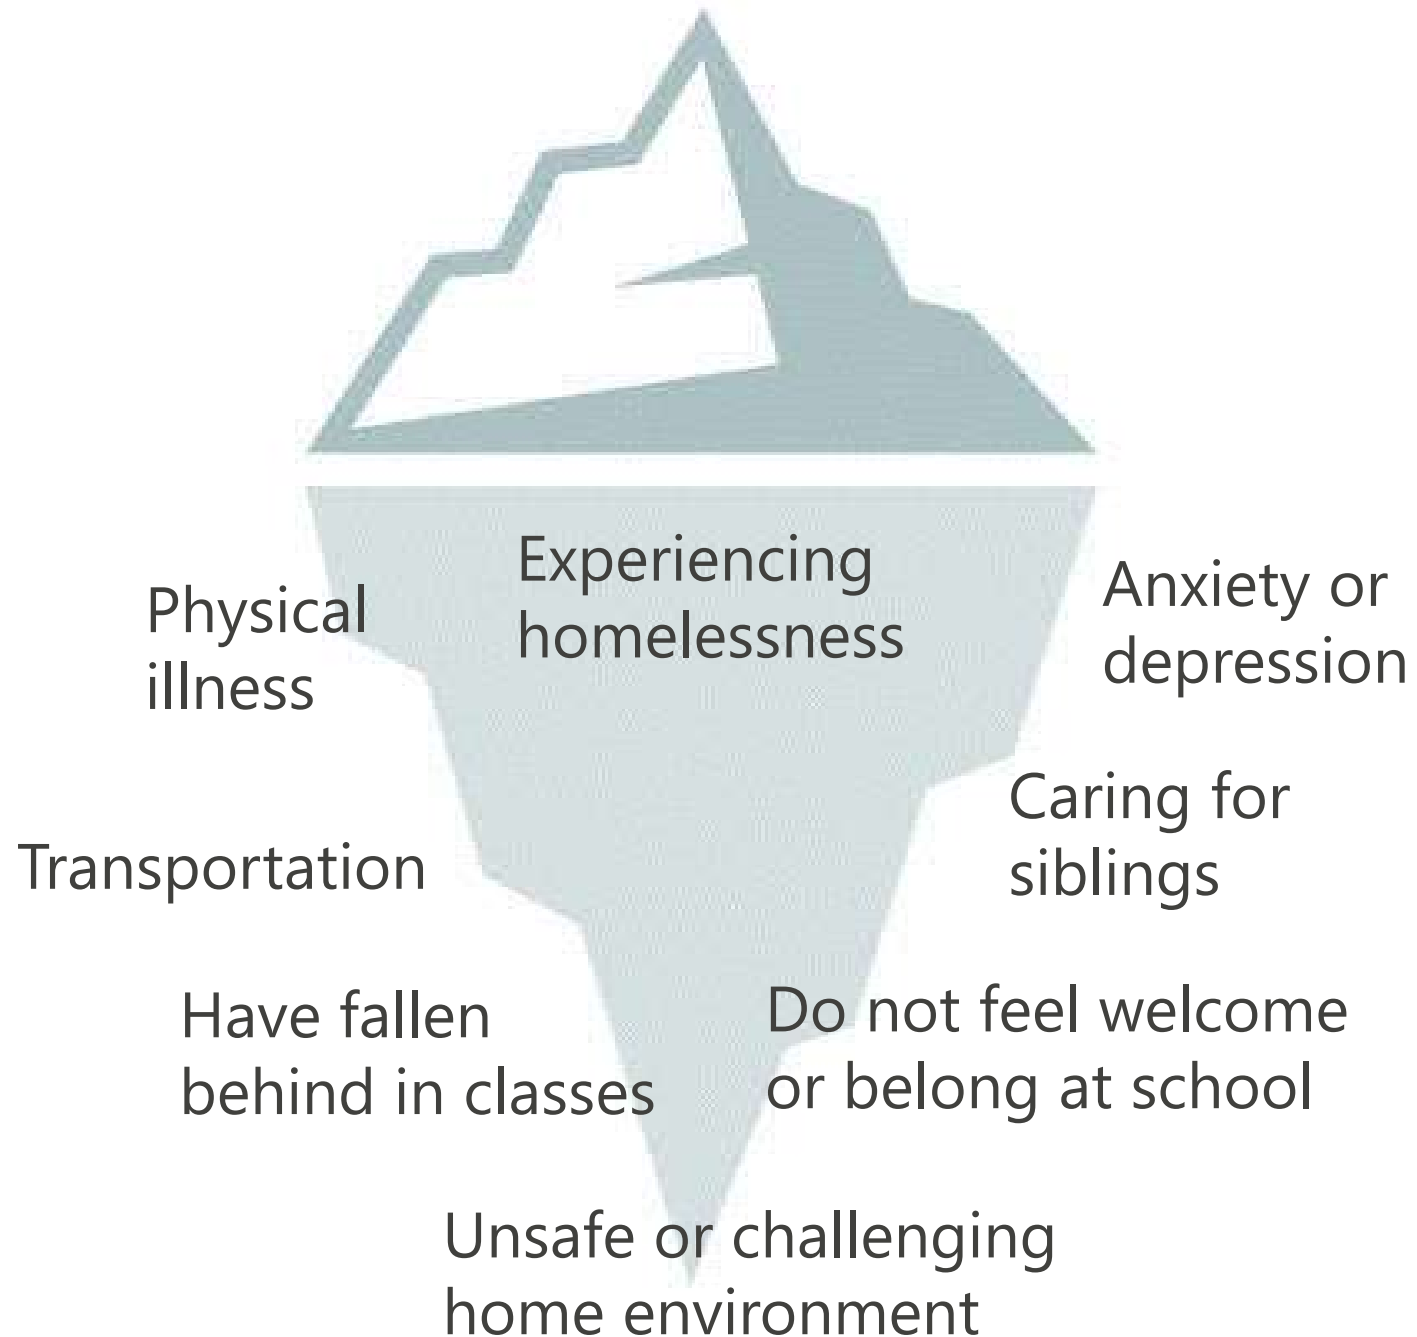 Experiencing
homelessness
Physical
illness
Anxiety or
depression
Caring for
siblings
Transportation
Have fallen
behind in classes
Do not feel welcome
or belong at school
Unsafe or challenging
home environment